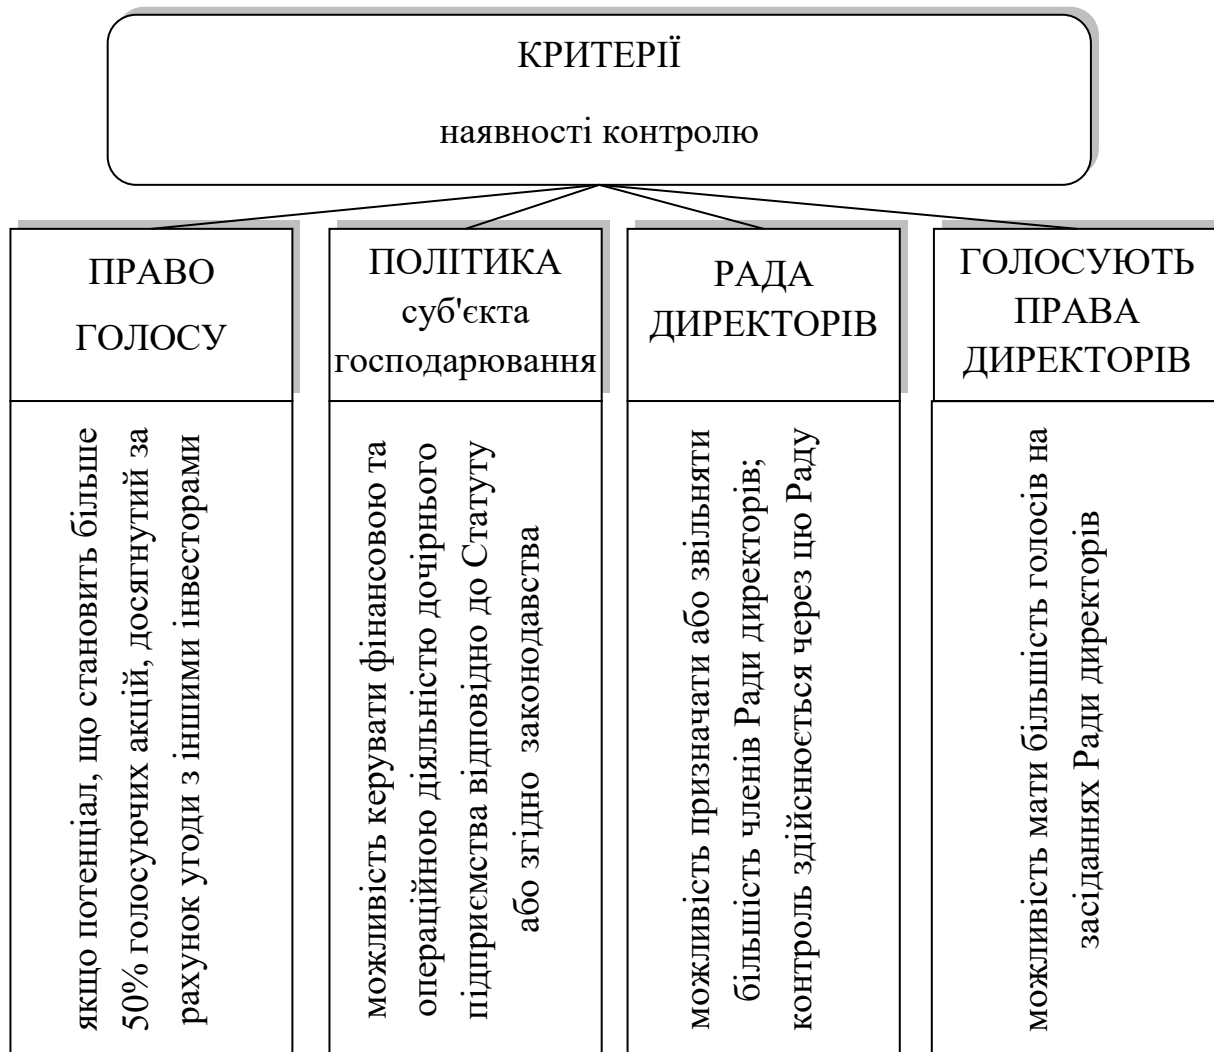 КРИТЕРІЇ
наявності контролю
ПРАВО
ГОЛОСУ
ПОЛІТИКА
суб'єкта
господарювання
РАДА
ДИРЕКТОРІВ
ГОЛОСУЮТЬ
ПРАВА
ДИРЕКТОРІВ
якщо потенціал, що становить більше
50% голосуючих акцій, досягнутий за
рахунок угоди з іншими інвесторами
можливість керувати фінансовою та
операційною діяльністю дочірнього
підприємства відповідно до Статуту
або згідно законодавства
можливість призначати або звільняти
більшість членів Ради директорів;
контроль здійснюється через цю Раду
можливість мати більшість голосів на
засіданнях Ради директорів